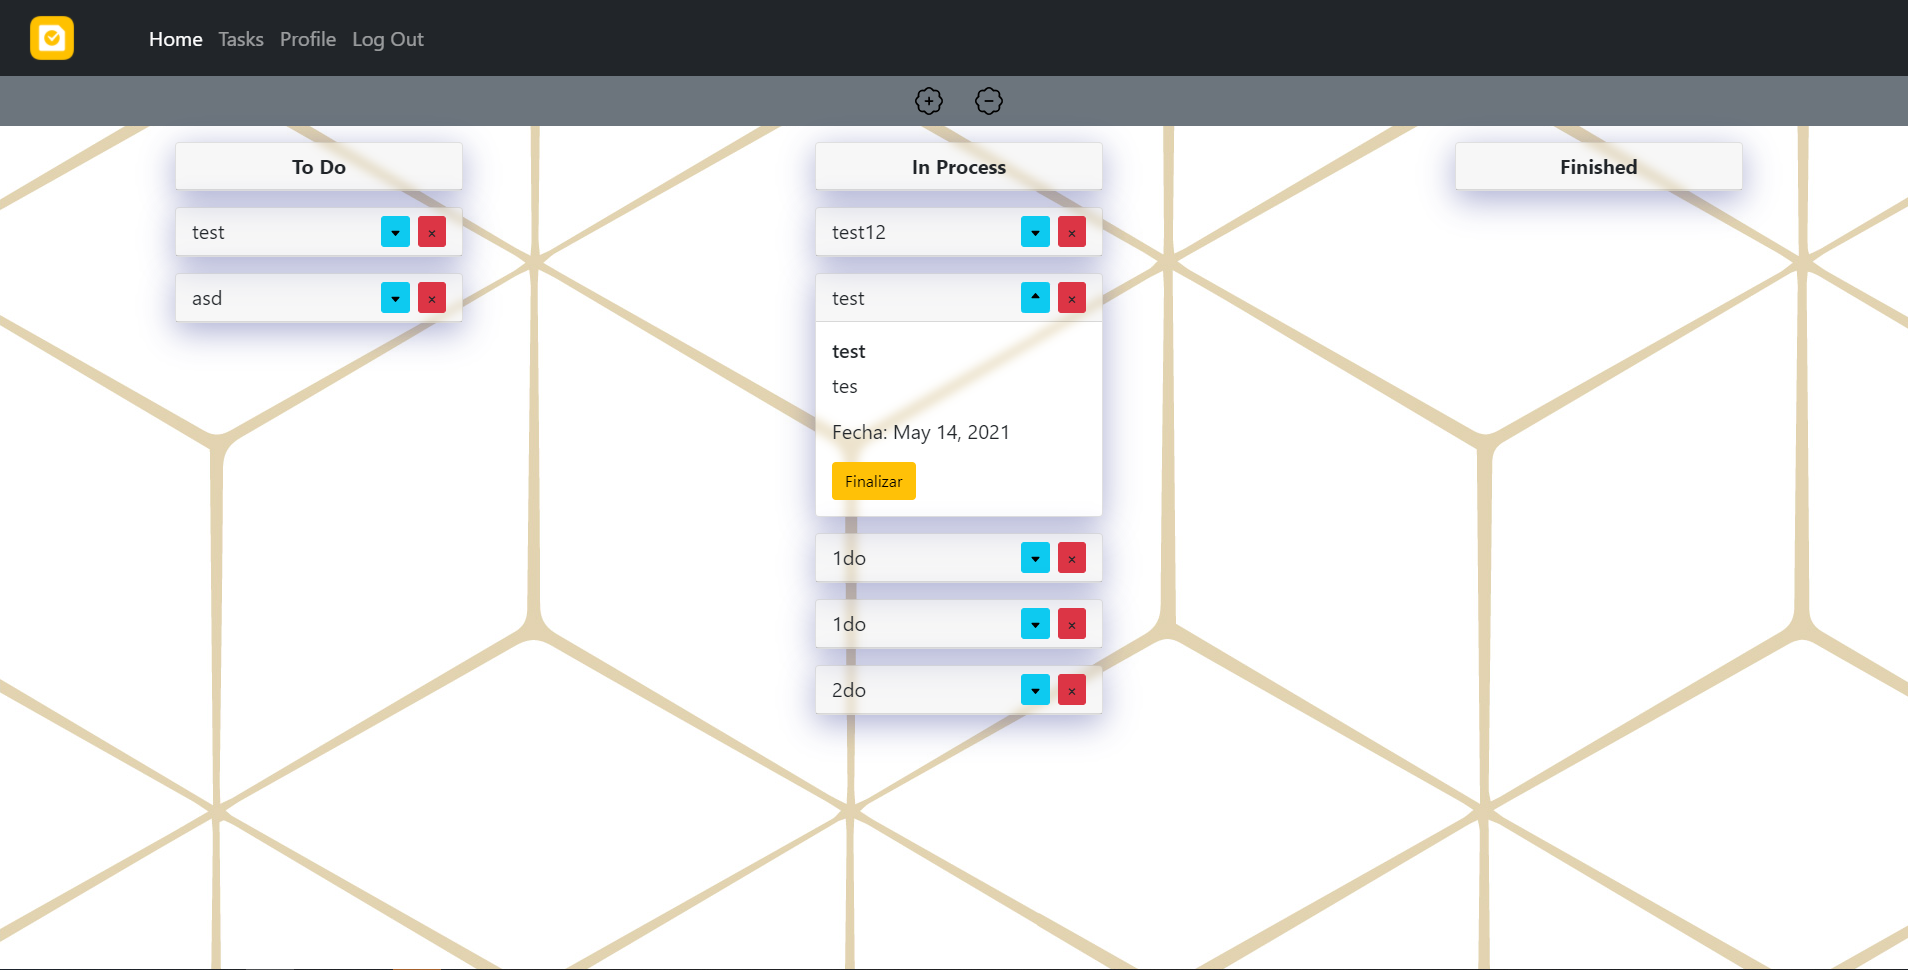 Home Tasks Profile Log Out
To Do
test
asd
In Process
test12
test
test
tes
Fecha: May 14, 2021
Finalizar
1do
1do
2do
Finished